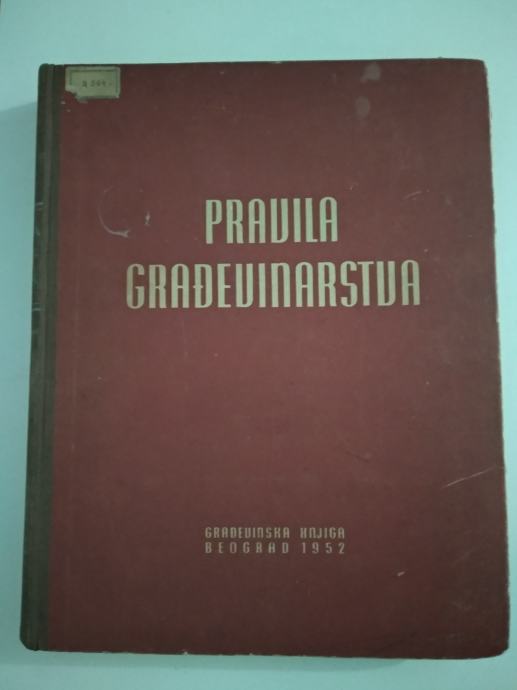 PRAVILA
GRAĐEVINARSTVA
GRAĐEVINSKA KNJIGA
BEOGRAD 1952